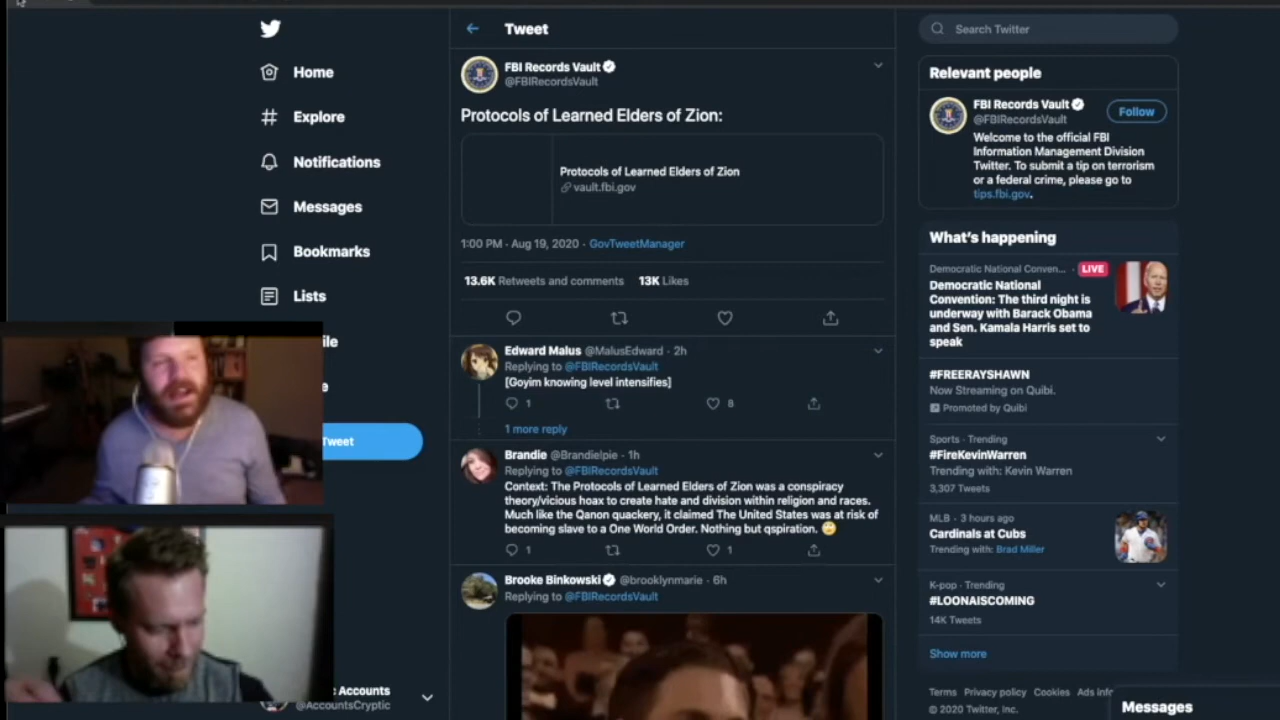 Tweet
Search Twitter
Home
Explore
Notifications
Messages
Bookmarks
Lists
ile
e
Tweet
c Accounts
@AccountsCryptic
FBI Records Vault
@FBIRecordsVault
Protocols of Learned Elders of Zion:
Protocols of Learned Elders of Zion
vault.fbi.gov
1:00 PM · Aug 19, 2020 · GovTweetManager
13.6K Retweets and comments 13K Likes
Edward Malus @MalusEdward · 2h
Replying to @FBIRecordsVault
[Goyim knowing level intensifies]
1 8
1 more reply
Brandie @Brandielpie · 1h
Replying to @FBIRecordsVault
Context: The Protocols of Learned Elders of Zion was a conspiracy
theory/vicious hoax to create hate and division within religion and races.
Much like the Qanon quackery, it claimed The United States was at risk of
becoming slave to a One World Order. Nothing but qspiration. 🙄
1 1
Brooke Binkowski @brooklynmarie · 6h
Replying to @FBIRecordsVault
Relevant people
FBI Records Vault
@FBIRecordsVault
Follow
Welcome to the official FBI
Information Management Division
Twitter. To submit a tip on terrorism
or a federal crime, please go to
tips.fbi.gov.
What's happening
Democratic National Conven... · LIVE
Democratic National
Convention: The third night is
underway with Barack Obama
and Sen. Kamala Harris set to
speak
#FREERAYSHAWN
Now Streaming on Quibi.
Promoted by Quibi
Sports · Trending
#FireKevinWarren
Trending with: Kevin Warren
3,307 Tweets
MLB · 3 hours ago
Cardinals at Cubs
Trending with: Brad Miller
K-pop · Trending
#LOONAISCOMING
14K Tweets
Show more
Terms Privacy policy Cookies Ads info
© 2020 Twitter, Inc.
Messages